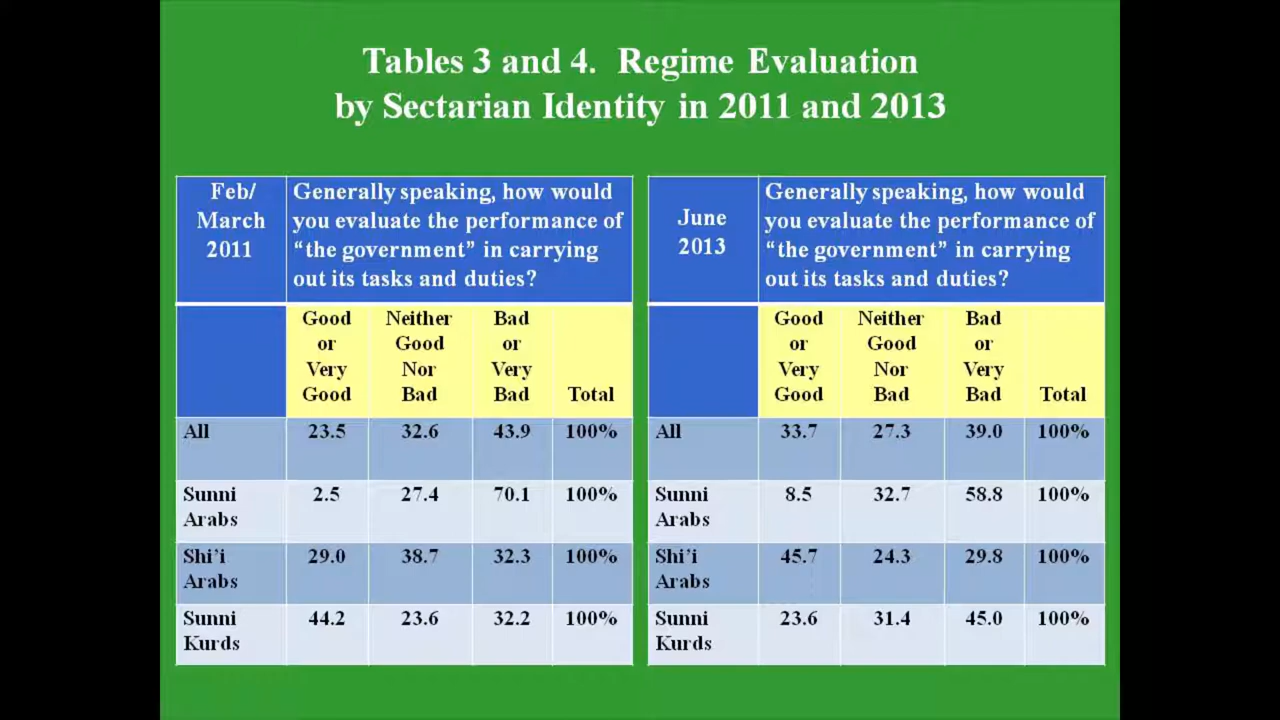 Tables 3 and 4. Regime Evaluation
by Sectarian Identity in 2011 and 2013
Feb/
March
2011
Generally speaking, how would
you evaluate the performance of
“the government” in carrying
out its tasks and duties?
Good
or
Very
Good
Neither
Good
Nor
Bad
Bad
or
Very
Bad
Total
All 23.5 32.6 43.9 100%
Sunni 2.5 27.4 70.1 100%
Arabs
Shi’i 29.0 38.7 32.3 100%
Arabs
Sunni 44.2 23.6 32.2 100%
Kurds
June
2013
Generally speaking, how would
you evaluate the performance of
“the government” in carrying
out its tasks and duties?
Good
or
Very
Good
Neither
Good
Nor
Bad
Bad
or
Very
Bad
Total
All 33.7 27.3 39.0 100%
Sunni 8.5 32.7 58.8 100%
Arabs
Shi’i 45.7 24.3 29.8 100%
Arabs
Sunni 23.6 31.4 45.0 100%
Kurds